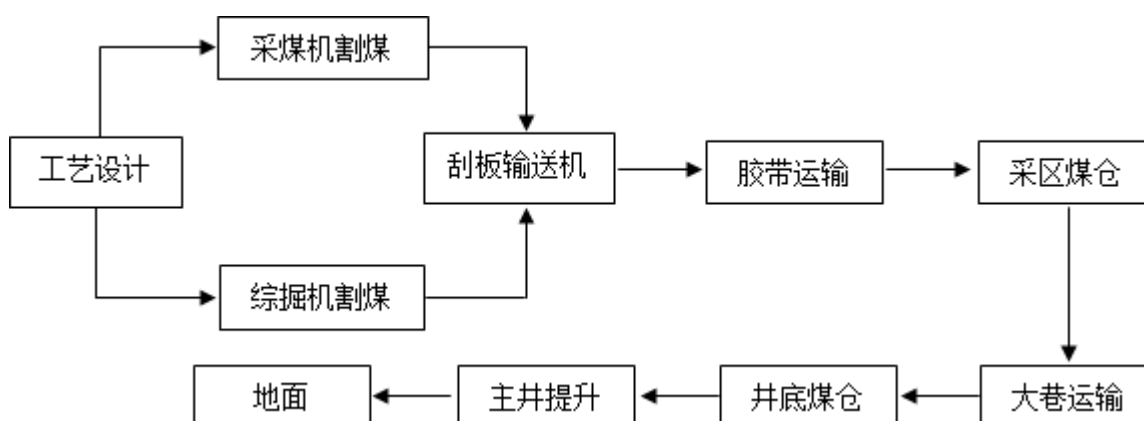 采煤机割煤
工艺设计
刮板输送机
胶带运输
采区煤仓
综掘机割煤
地面
主井提升
井底煤仓
大巷运输